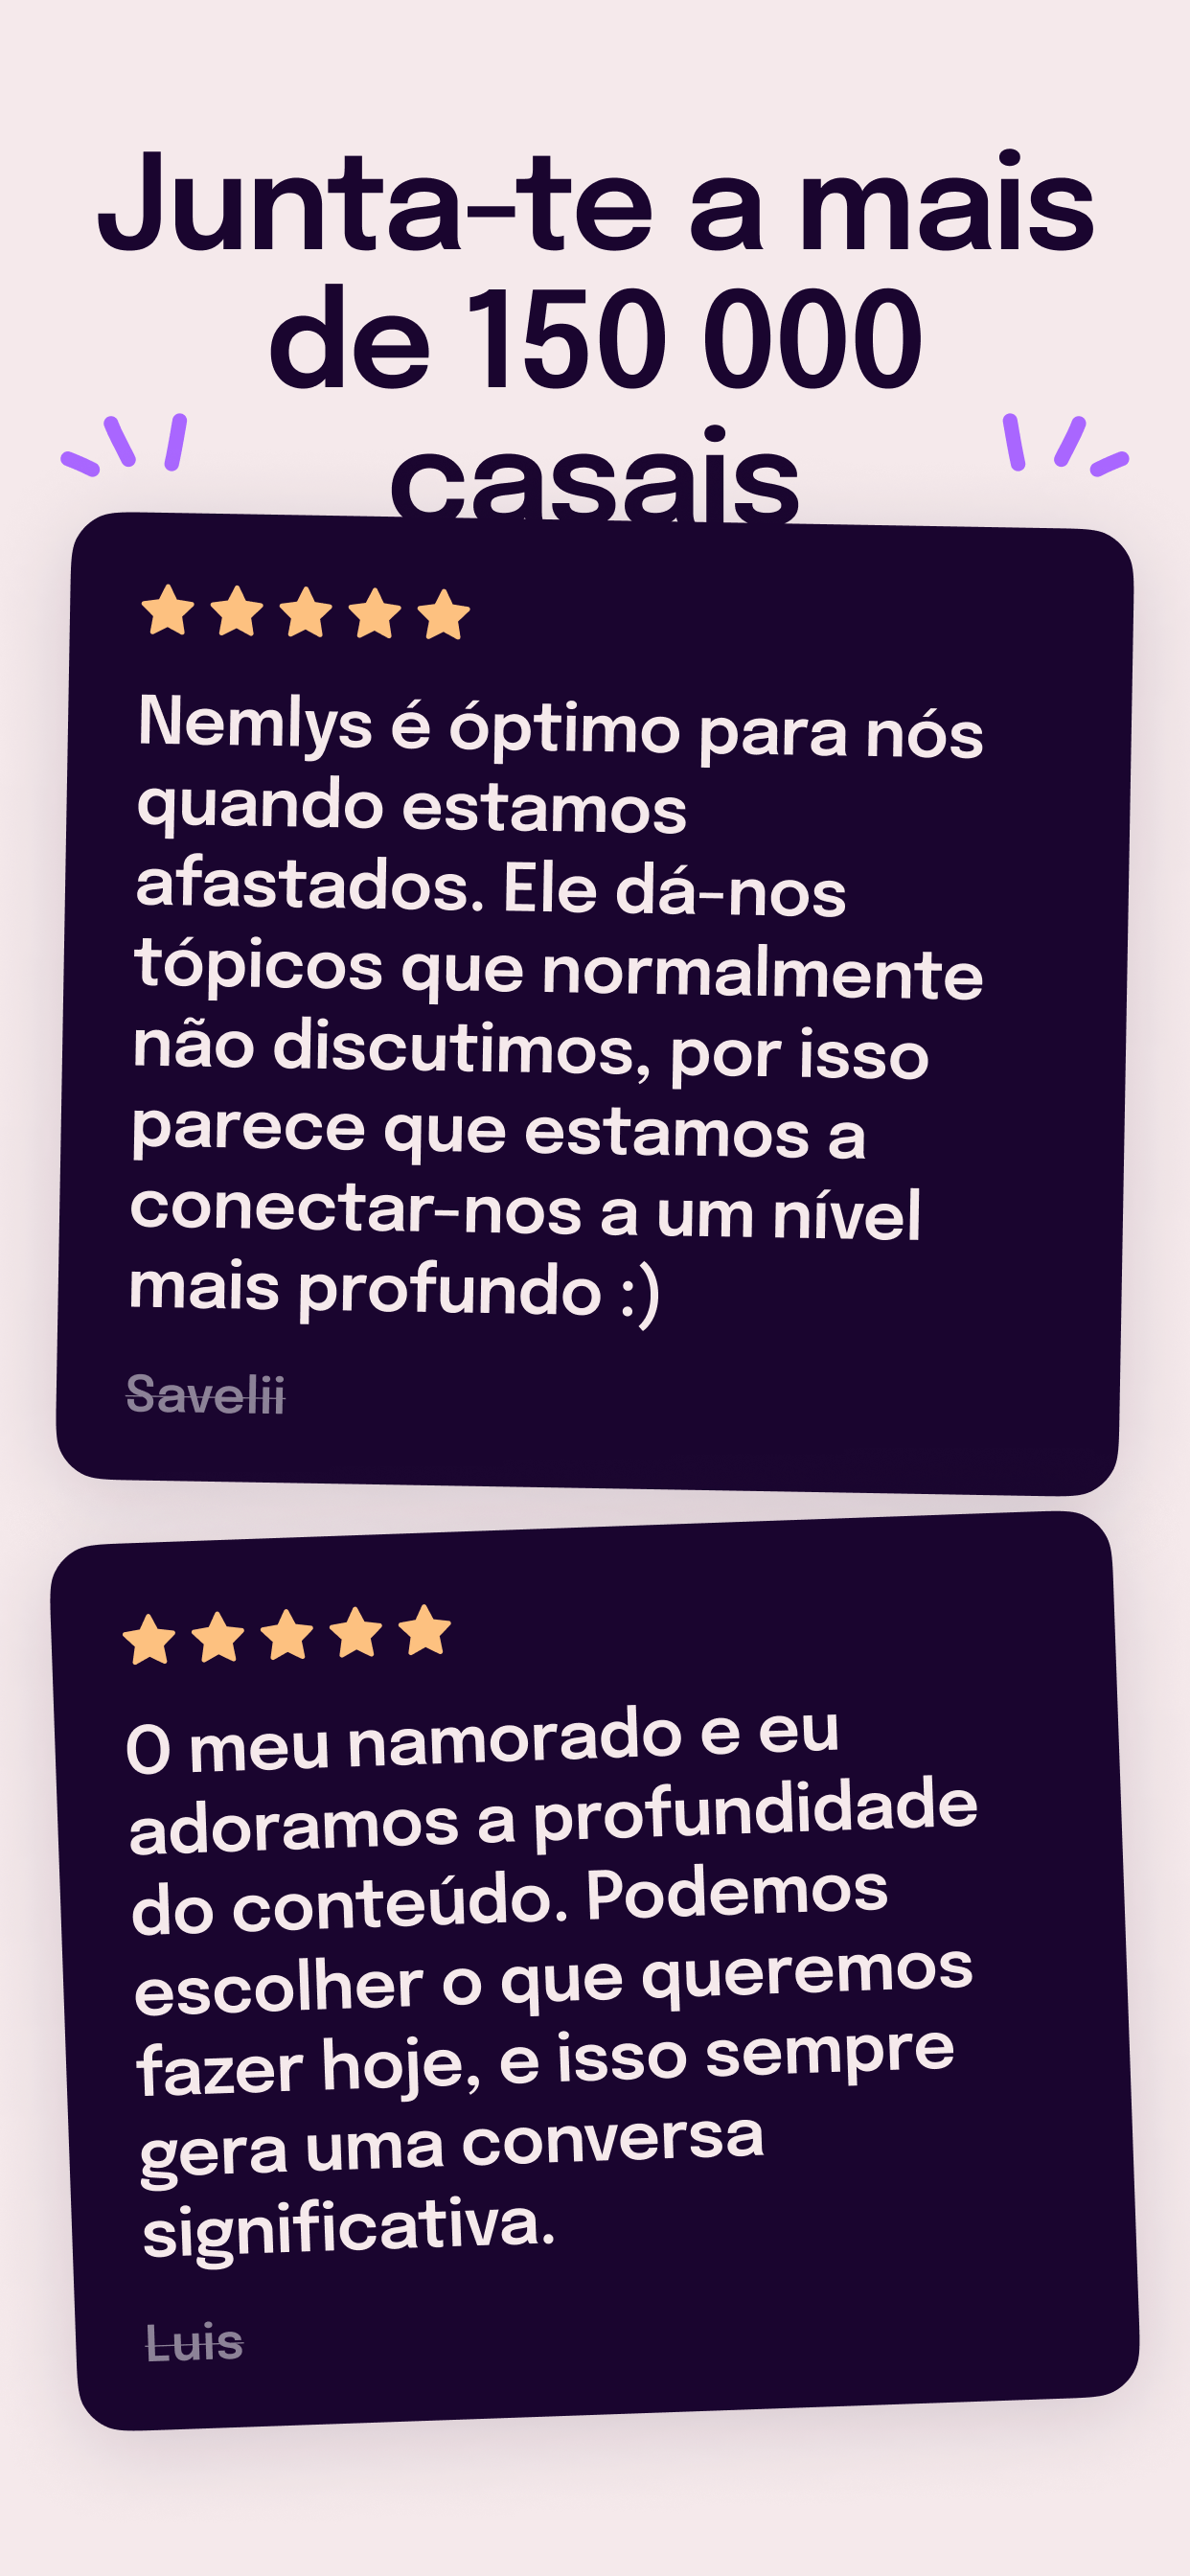 Junta-te a mais
de 150 000
casais
Nemlys é óptimo para nós
quando estamos
afastados. Ele dá-nos
tópicos que normalmente
não discutimos, por isso
parece que estamos a
conectar-nos a um nível
mais profundo :)
Savelii
O meu namorado e eu
adoramos a profundidade
do conteúdo. Podemos
escolher o que queremos
fazer hoje, e isso sempre
gera uma conversa
significativa.
Luis